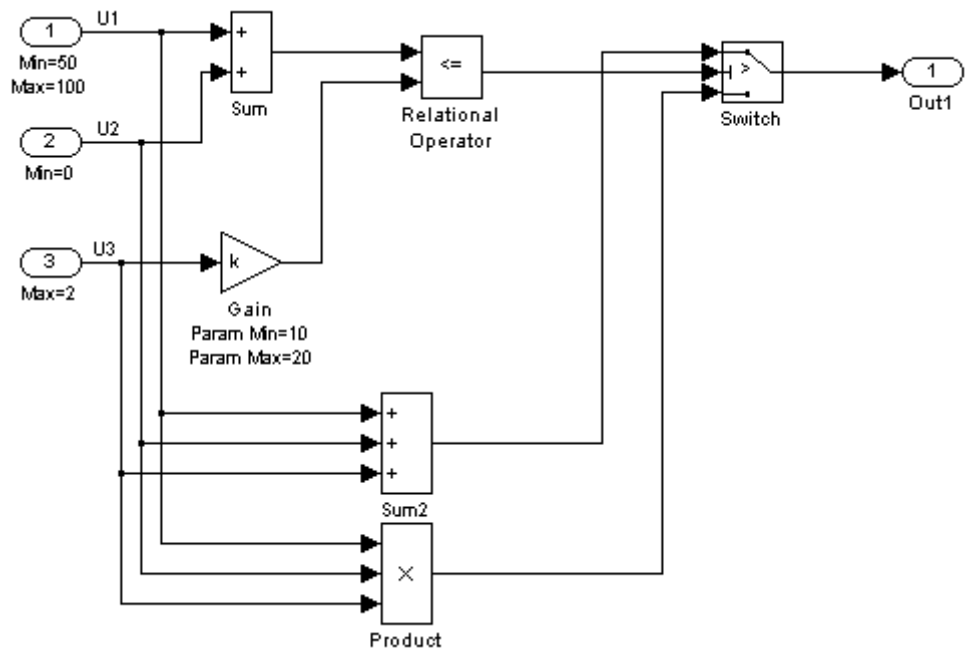 1
U1
Min=50
Max=100
+
+
Sum
<=
Relational
Operator
>
Switch
1
Out1
2
U2
Min=0
3
U3
Max=2
k
Gain
Param Min=10
Param Max=20
+
+
+
Sum2
×
Product